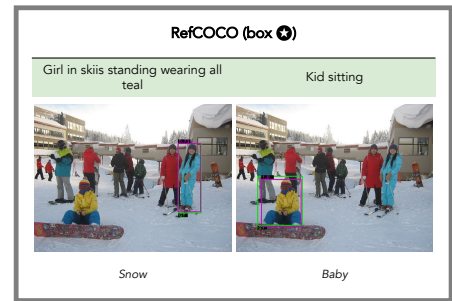 RefCOCO (box ✪)
Girl in skiis standing wearing all
teal
Kid sitting
Snow
Baby